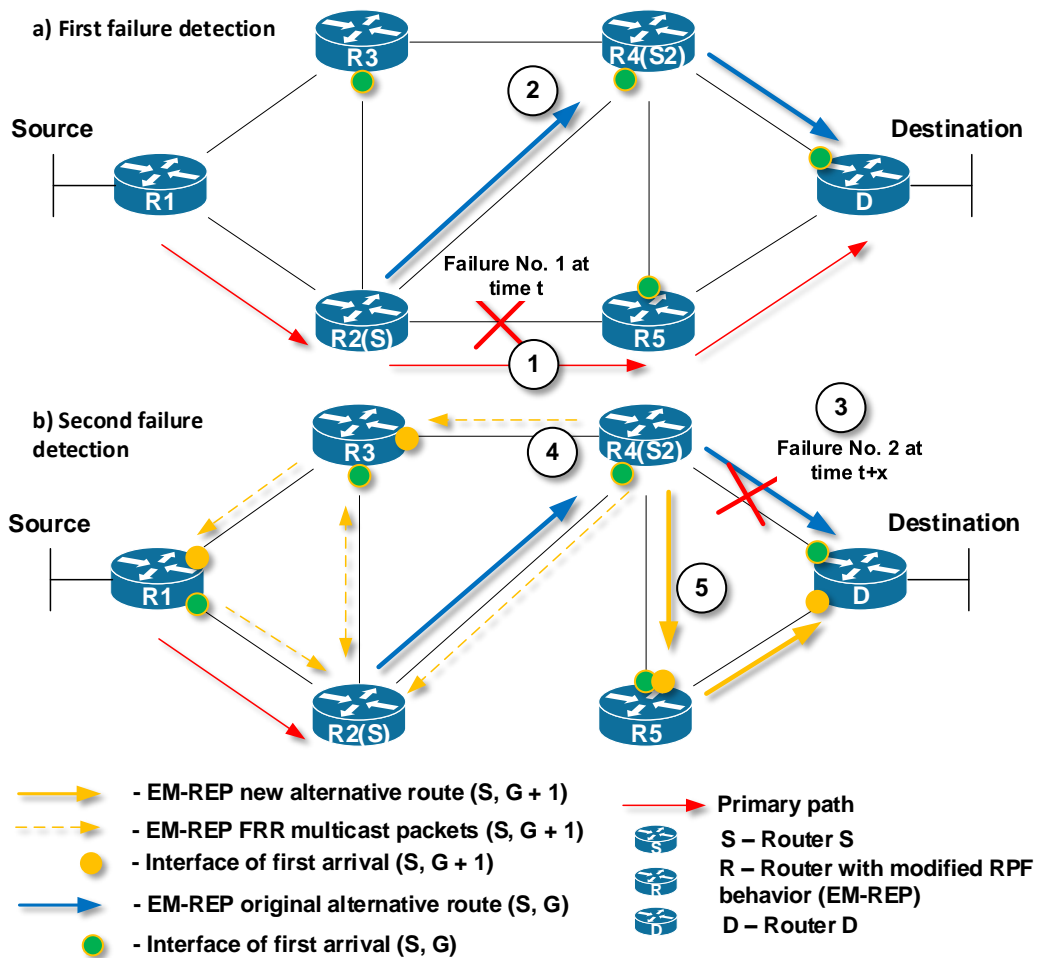 a) First failure detection
R3
R4(S2)
2
Source
Destination
R1
D
Failure No. 1 at
time t
R2(S)
R5
1
b) Second failure
detection
3
R3
R4(S2)
4
Failure No. 2 at
time t+x
Source
Destination
R1
5
D
R2(S)
R5
- EM-REP new alternative route (S, G + 1)
- EM-REP FRR multicast packets (S, G + 1)
- Interface of first arrival (S, G + 1)
- EM-REP original alternative route (S, G)
- Interface of first arrival (S, G)
Primary path
S
S – Router S
R
R – Router with modified RPF
behavior (EM-REP)
D
D – Router D